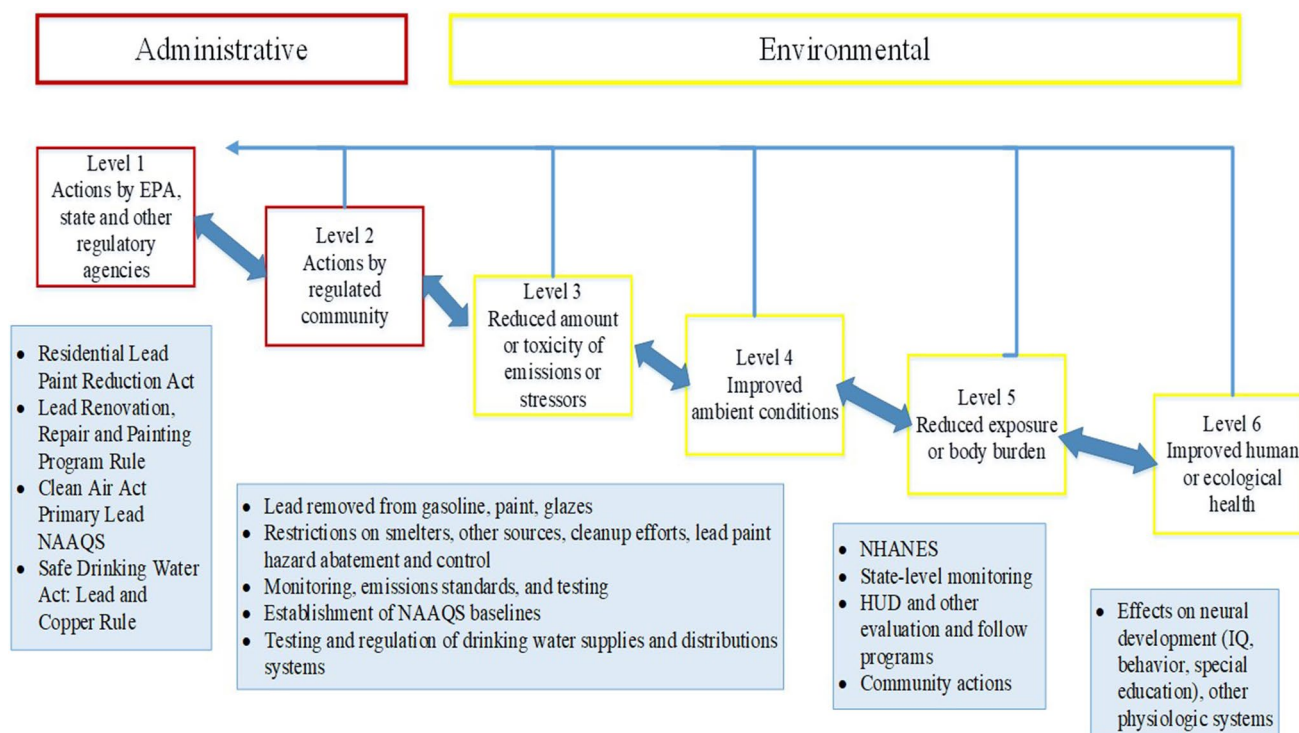 Administrative
Environmental
Level 1
Actions by EPA,
state and other
regulatory
agencies
Level 2
Actions by
regulated
community
Level 3
Reduced amount
or toxicity of
emissions or
stressors
Level 4
Improved
ambient conditions
Level 5
Reduced exposure
or body burden
Level 6
Improved human
or ecological
health
• Residential Lead
Paint Reduction Act
• Lead Renovation,
Repair and Painting
Program Rule
• Clean Air Act
Primary Lead
NAAQS
• Safe Drinking Water
Act: Lead and
Copper Rule
• Lead removed from gasoline, paint, glazes
• Restrictions on smelters, other sources, cleanup efforts, lead paint
hazard abatement and control
• Monitoring, emissions standards, and testing
• Establishment of NAAQS baselines
• Testing and regulation of drinking water supplies and distributions
systems
• NHANES
• State-level monitoring
• HUD and other
evaluation and follow
programs
• Community actions
• Effects on neural
development (IQ,
behavior, special
education), other
physiologic systems